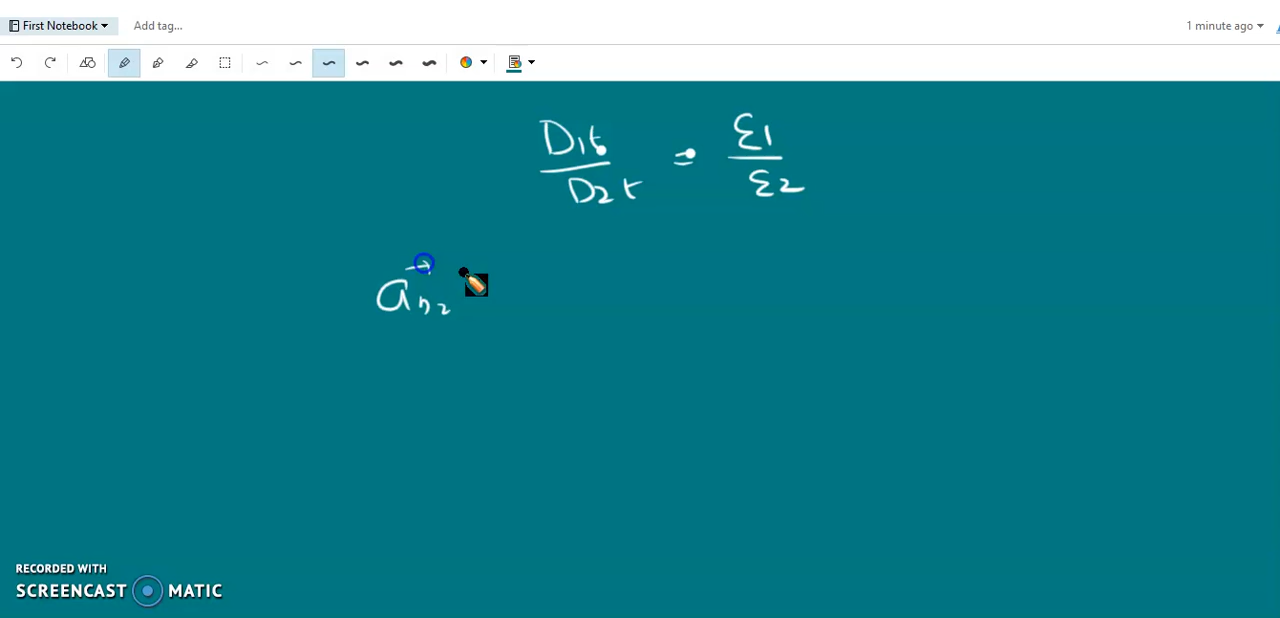 First Notebook Add tag... 1 minute ago
D1t = ε1
D2t ε2
an2
RECORDED WITH
SCREENCAST MATIC